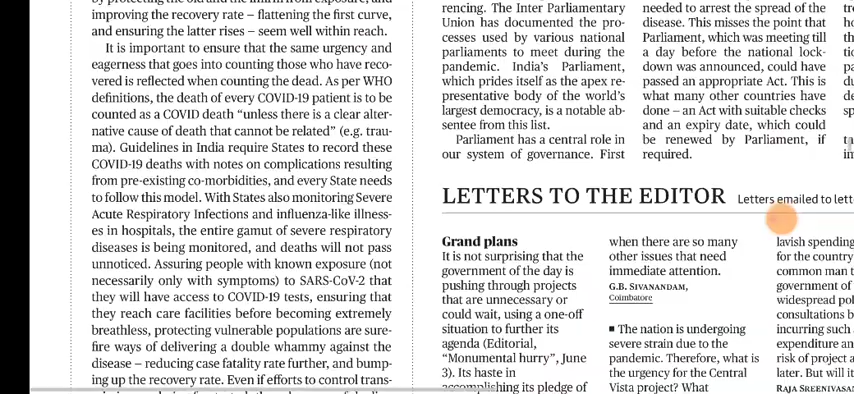 improving the recovery rate – flattening the first curve,
and ensuring the latter rises – seem well within reach.
It is important to ensure that the same urgency and
eagerness that goes into counting those who have reco-
vered is reflected when counting the dead. As per WHO
definitions, the death of every COVID-19 patient is to be
counted as a COVID death “unless there is a clear alter-
native cause of death that cannot be related” (e.g. trau-
ma). Guidelines in India require States to record these
COVID-19 deaths with notes on complications resulting
from pre-existing co-morbidities, and every State needs
to follow this model. With States also monitoring Severe
Acute Respiratory Infections and influenza-like illness-
es in hospitals, the entire gamut of severe respiratory
diseases is being monitored, and deaths will not pass
unnoticed. Assuring people with known exposure (not
necessarily only with symptoms) to SARS-CoV-2 that
they will have access to COVID-19 tests, ensuring that
they reach care facilities before becoming extremely
breathless, protecting vulnerable populations are sure-
fire ways of delivering a double whammy against the
disease – reducing case fatality rate further, and bump-
ing up the recovery rate. Even if efforts to control trans-
rencing. The Inter Parliamentary
Union has documented the pro-
cesses used by various national
parliaments to meet during the
pandemic. India’s Parliament,
which prides itself as the apex re-
presentative body of the world’s
largest democracy, is a notable ab-
sentee from this list.
Parliament has a central role in
our system of governance. First
needed to arrest the spread of the
disease. This misses the point that
Parliament, which was meeting till
a day before the national lock-
down was announced, could have
passed an appropriate Act. This is
what many other countries have
done – an Act with suitable checks
and an expiry date, which could
be renewed by Parliament, if
required.
LETTERS TO THE EDITOR Letters emailed to lett
Grand plans
It is not surprising that the
government of the day is
pushing through projects
that are unnecessary or
could wait, using a one-off
situation to further its
agenda (Editorial,
“Monumental hurry”, June
3). Its haste in
accomplishing its pledge of
when there are so many
other issues that need
immediate attention.
G.B. SIVANANDAM,
Coimbatore
■ The nation is undergoing
severe strain due to the
pandemic. Therefore, what is
the urgency for the Central
Vista project? What
lavish spending
for the country
common man t
government of
widespread pol
consultations b
incurring such
expenditure an
risk of project a
later. But will it
RAJA SREENIVASAN